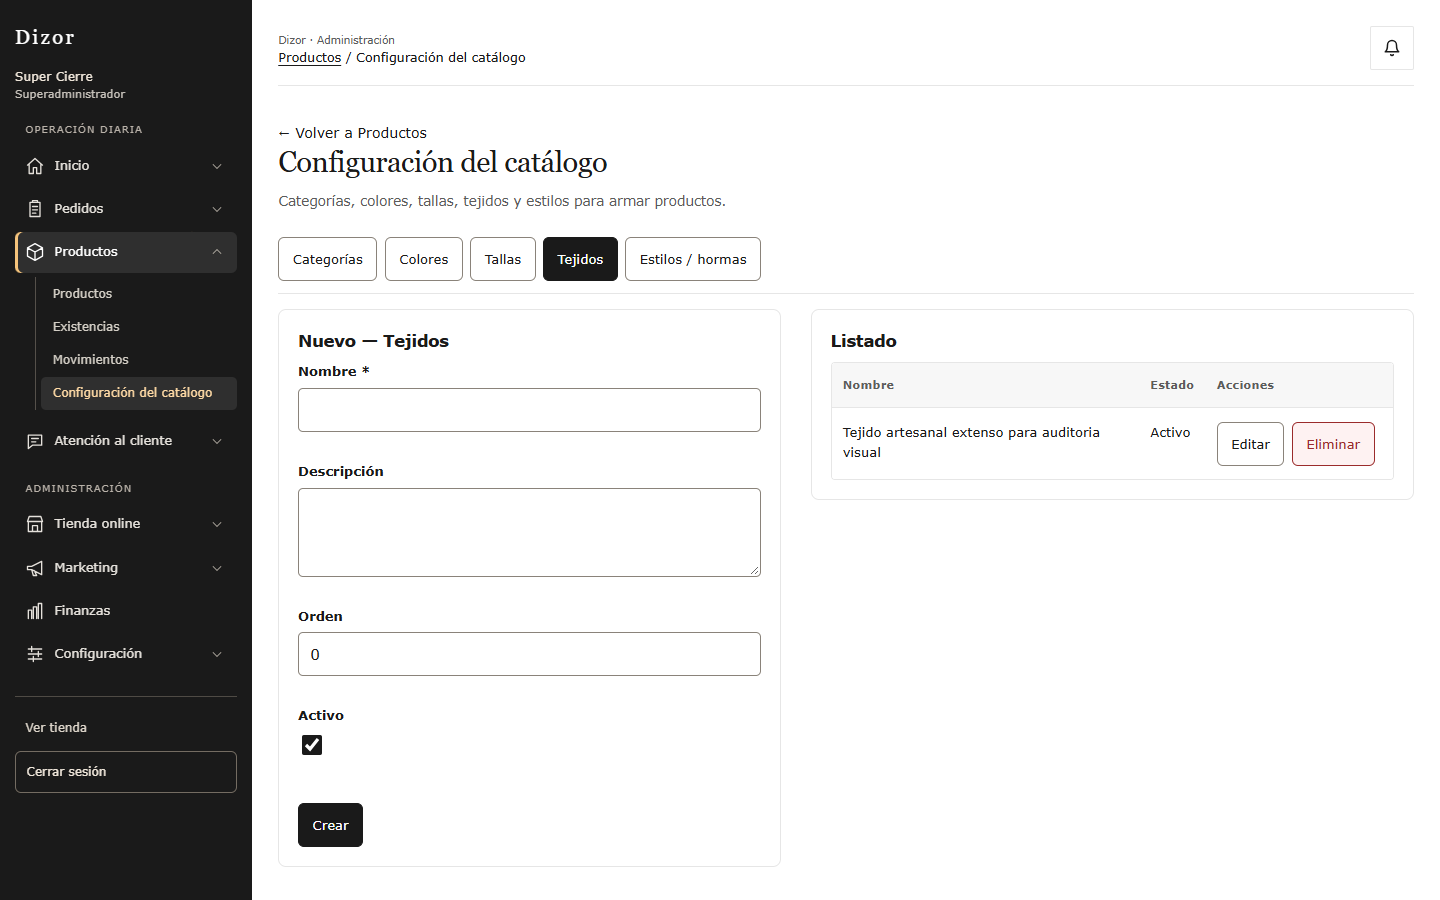 Dizor
Super Cierre
Superadministrador
OPERACIÓN DIARIA
Inicio
Pedidos
Productos
Productos
Existencias
Movimientos
Configuración del catálogo
Atención al cliente
ADMINISTRACIÓN
Tienda online
Marketing
Finanzas
Configuración
Ver tienda
Cerrar sesión
Dizor · Administración
Productos / Configuración del catálogo
← Volver a Productos
Configuración del catálogo
Categorías, colores, tallas, tejidos y estilos para armar productos.
Categorías Colores Tallas Tejidos Estilos / hormas
Nuevo — Tejidos
Nombre *
Descripción
Orden
0
Activo
Crear
Listado
Nombre Estado Acciones
Tejido artesanal extenso para auditoria
visual
Activo
Editar Eliminar